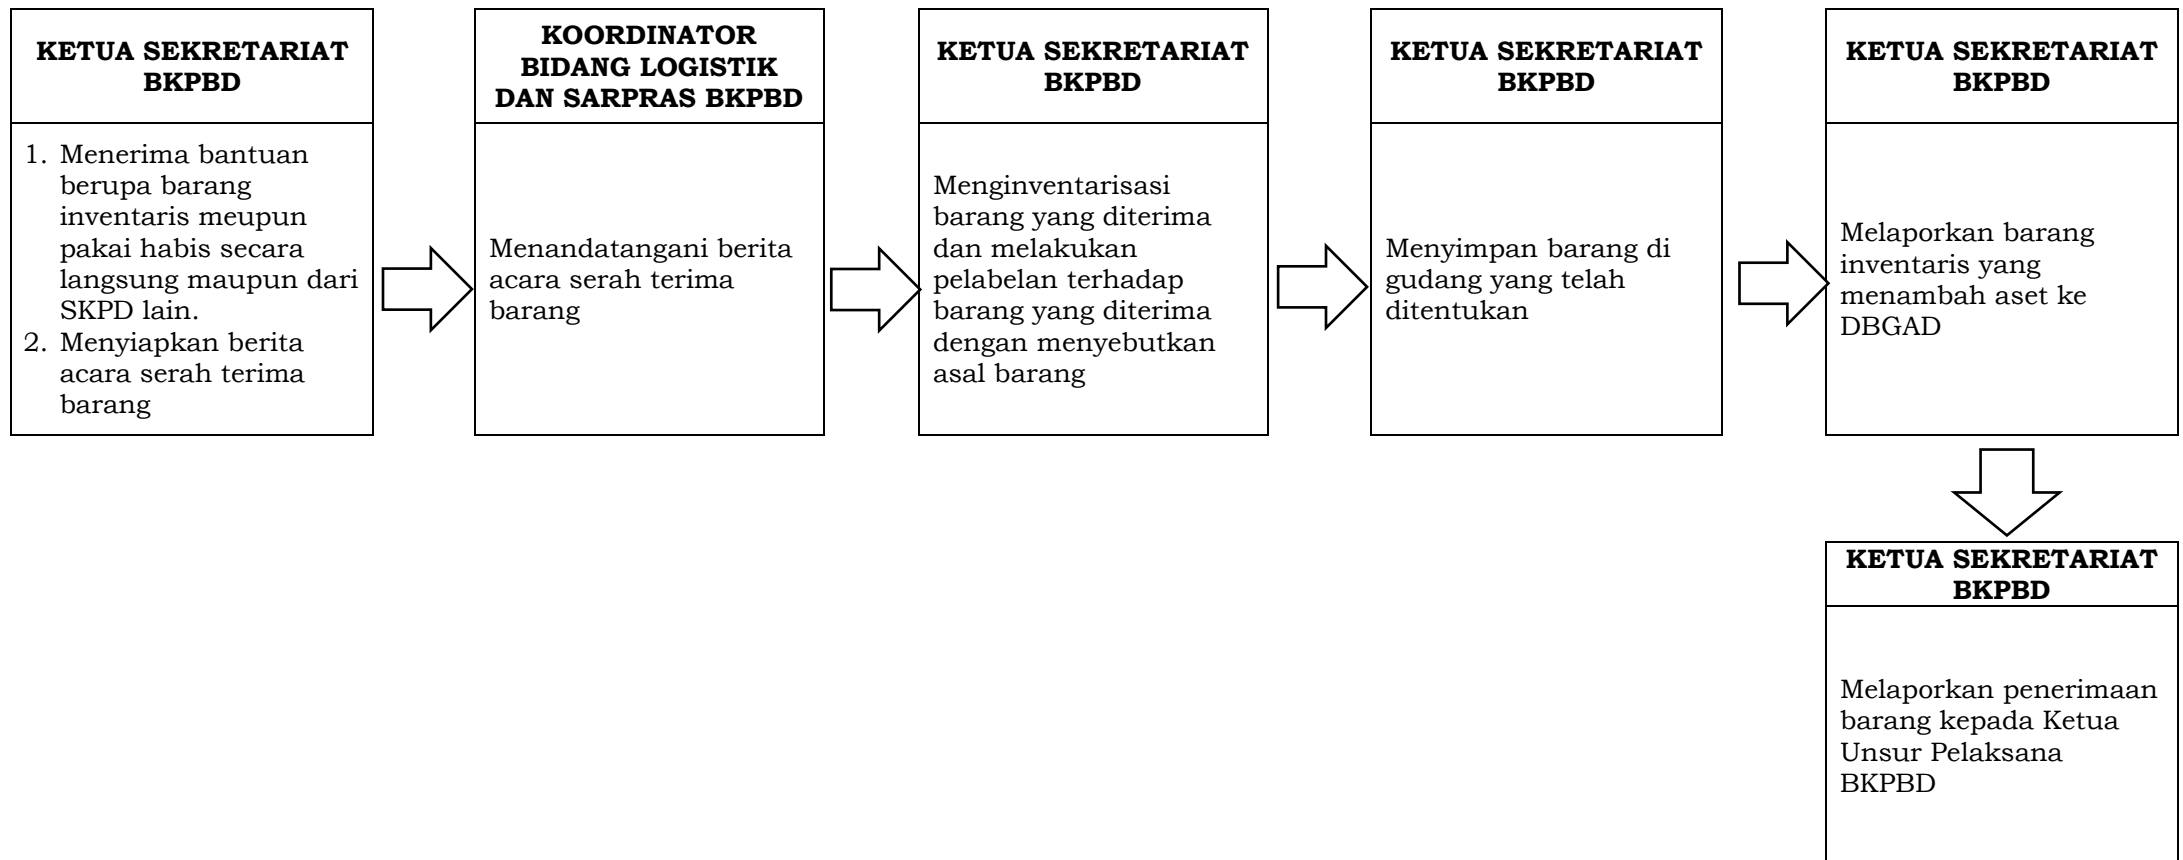 KETUA SEKRETARIAT
BKPBD
1. Menerima bantuan
berupa barang
inventaris meupun
pakai habis secara
langsung maupun dari
SKPD lain.
2. Menyiapkan berita
acara serah terima
barang
KOORDINATOR
BIDANG LOGISTIK
DAN SARPRAS BKPBD
Menandatangani berita
acara serah terima
barang
KETUA SEKRETARIAT
BKPBD
Menginventarisasi
barang yang diterima
dan melakukan
pelabelan terhadap
barang yang diterima
dengan menyebutkan
asal barang
KETUA SEKRETARIAT
BKPBD
Menyimpan barang di
gudang yang telah
ditentukan
KETUA SEKRETARIAT
BKPBD
Melaporkan barang
inventaris yang
menambah aset ke
DBGAD
KETUA SEKRETARIAT
BKPBD
Melaporkan penerimaan
barang kepada Ketua
Unsur Pelaksana
BKPBD